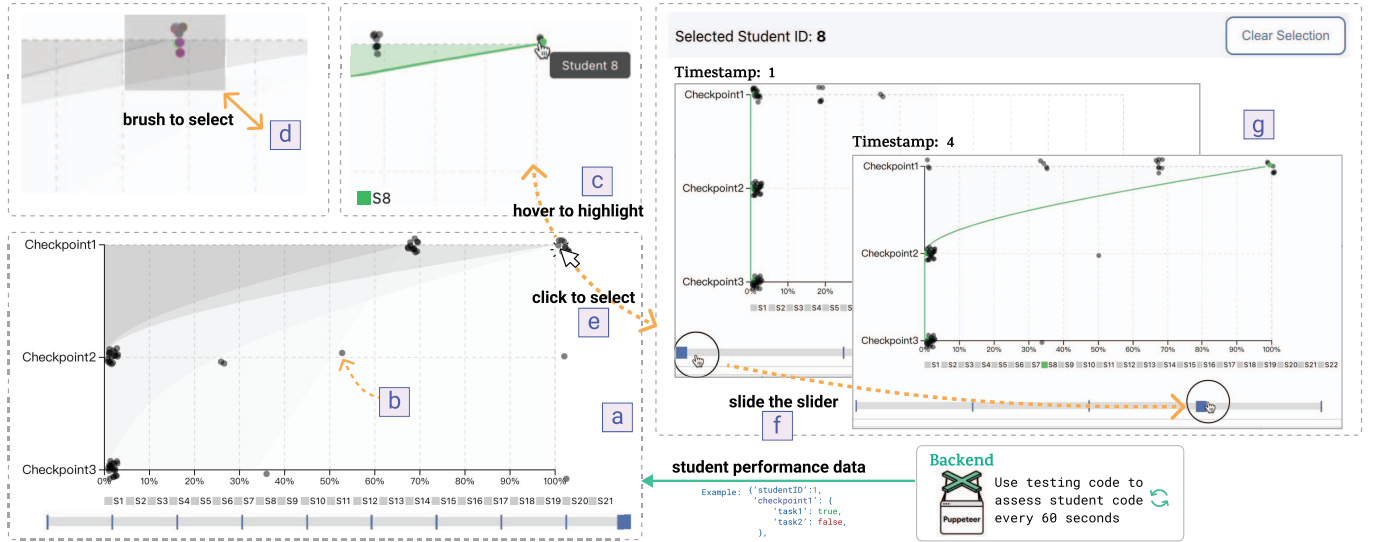 brush to select
d
Student 8
S8
c
hover to highlight
Checkpoint1
Checkpoint2
Checkpoint3
0% 10% 20% 30% 40% 50% 60% 70% 80% 90% 100%
S1 S2 S3 S4 S5 S6 S7 S8 S9 S10 S11 S12 S13 S14 S15 S16 S17 S18 S19 S20 S21
click to select
e
b
a
Selected Student ID: 8
Clear Selection
Timestamp: 1
Checkpoint1
Checkpoint2
Checkpoint3
0% 10% 20%
S1 S2 S3 S4 S5 S
g
Timestamp: 4
Checkpoint1
Checkpoint2
Checkpoint3
0% 10% 20% 30% 40% 50% 60% 70% 80% 90% 100%
S1 S2 S3 S4 S5 S6 S7 S8 S9 S10 S11 S12 S13 S14 S15 S16 S17 S18 S19 S20 S21 S22
slide the slider
f
student performance data
Example: {'studentID':1,
'checkpoint1': {
'task1': true,
'task2': false,
},
Backend
Puppeteer
Use testing code to
assess student code
every 60 seconds